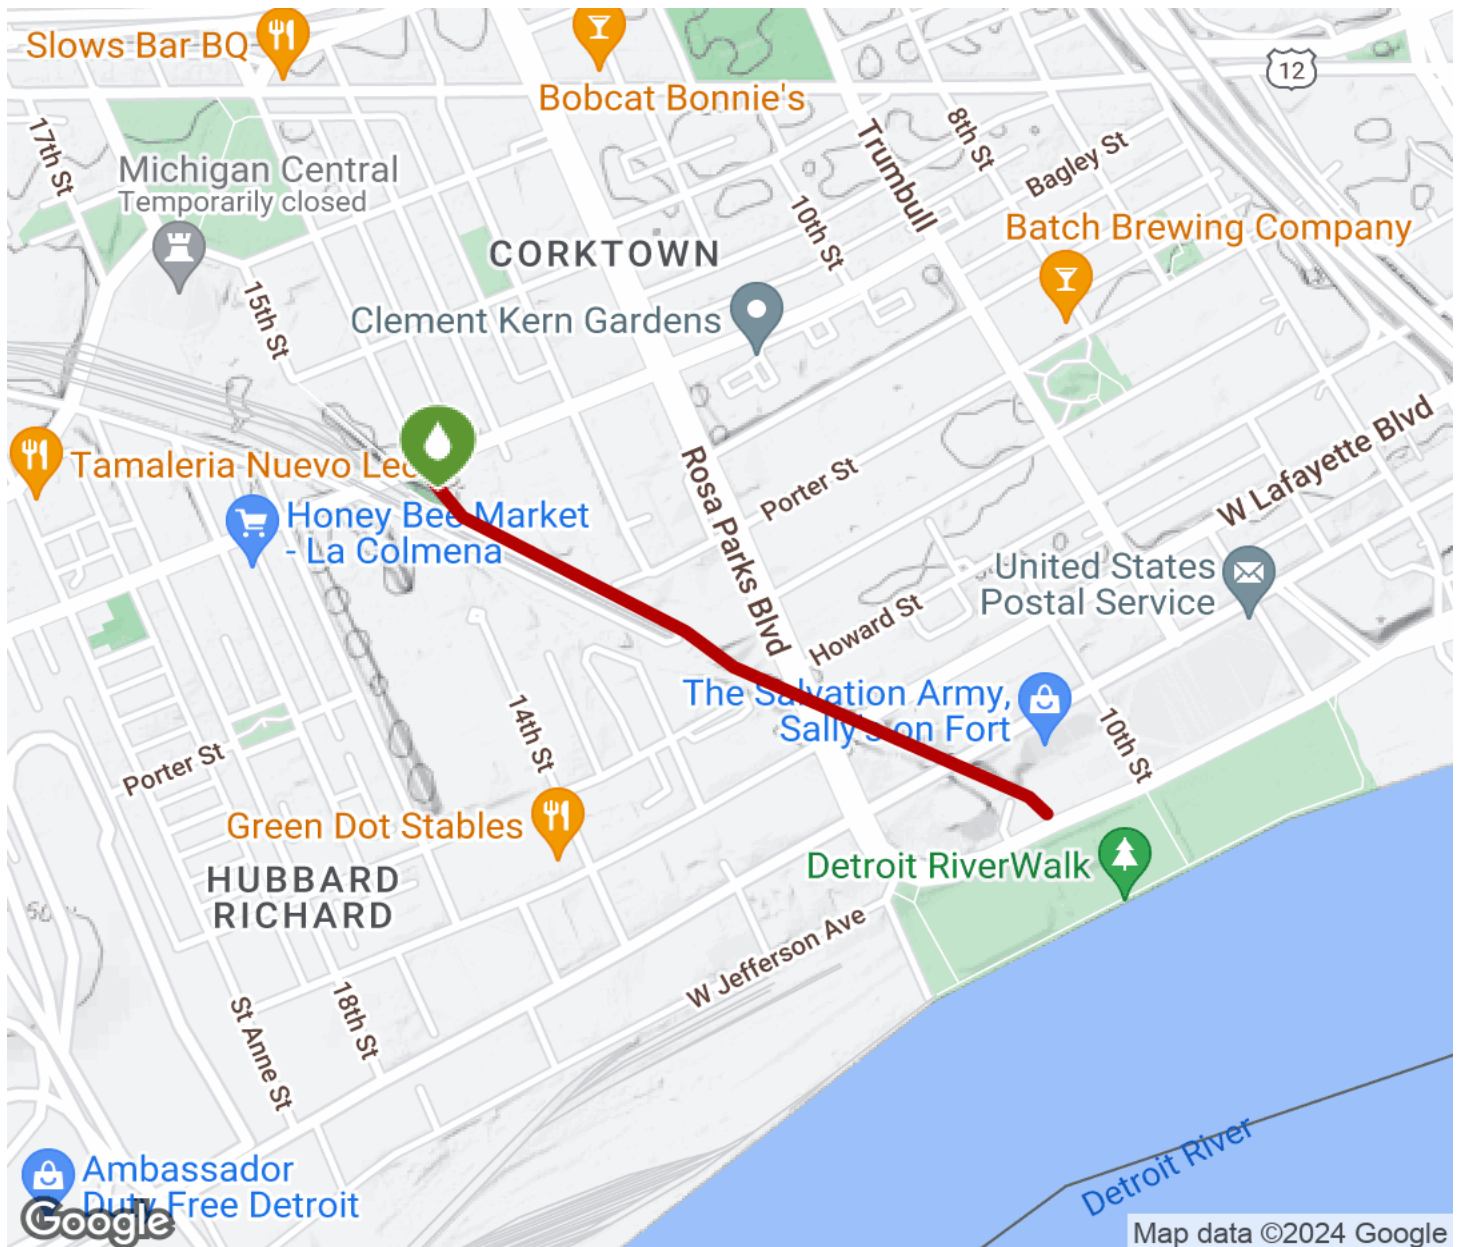 Slows Bar BQ
Bobcat Bonnie's
12
17th St
Michigan Central
Temporarily closed
Trumbull
8th St
Bagley St
10th St
Batch Brewing Company
CORKTOWN
15th St
Clement Kern Gardens
W Lafayette Blvd
Rosa Parks Blvd
Porter St
Tamaleria Nuevo Leo
Honey Bee Market
- La Colmena
United States
Postal Service
Howard St
The Salvation Army,
Sally's on Fort
14th St
10th St
Porter St
Green Dot Stables
Detroit RiverWalk
HUBBARD
RICHARD
W Jefferson Ave
18th St
St Anne St
Ambassador
Duty Free Detroit
Detroit River
Google
Map data ©2024 Google